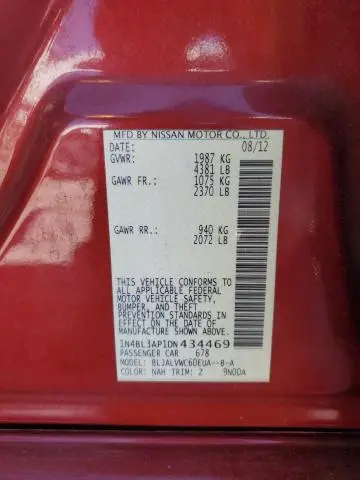 MFD BY NISSAN MOTOR CO., LTD.
DATE: 08/12
GVWR: 1987 KG
4381 LB
GAWR FR.: 1075 KG
2370 LB
GAWR RR.: 940 KG
2072 LB
THIS VEHICLE CONFORMS TO
ALL APPLICABLE FEDERAL
MOTOR VEHICLE SAFETY,
BUMPER, AND THEFT
PREVENTION STANDARDS
IN EFFECT ON THE DATE OF
MANUFACTURE SHOWN ABOVE.
1N4BL3AP1DN434469
PASSENGER CAR 678
MODEL: BLJALVWC60EUA--B-A
COLOR: NAH TRIM: Z 9N00A